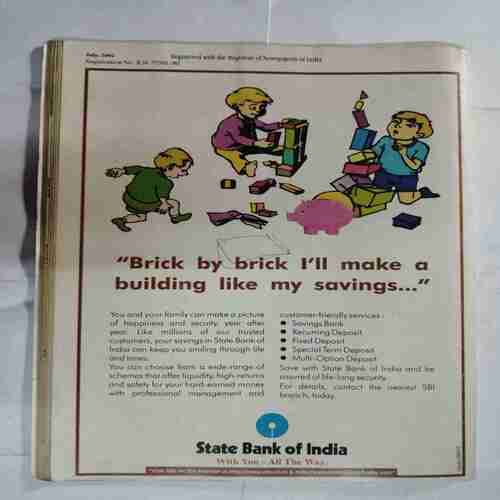 Registered with the Registrar of Newspapers of India
"Brick by brick I'll make a
building like my savings..."
You and your family can make a picture
of happiness and security year after
year. Like millions of our trusted
customers, your savings in State Bank of
India can keep you smiling through life
and times.
You can choose from a wide-range of
schemes that offer liquidity, high-returns
and safety for your hard-earned money
with professional management and
customer-friendly services :
● Savings Bank
● Recurring Deposit
● Fixed Deposit
● Special Term Deposit
● Multi-Option Deposit
Save with State Bank of India and be
assured of life-long security.
For details, contact the nearest SBI
branch, today.
State Bank of India
With You - All The Way.